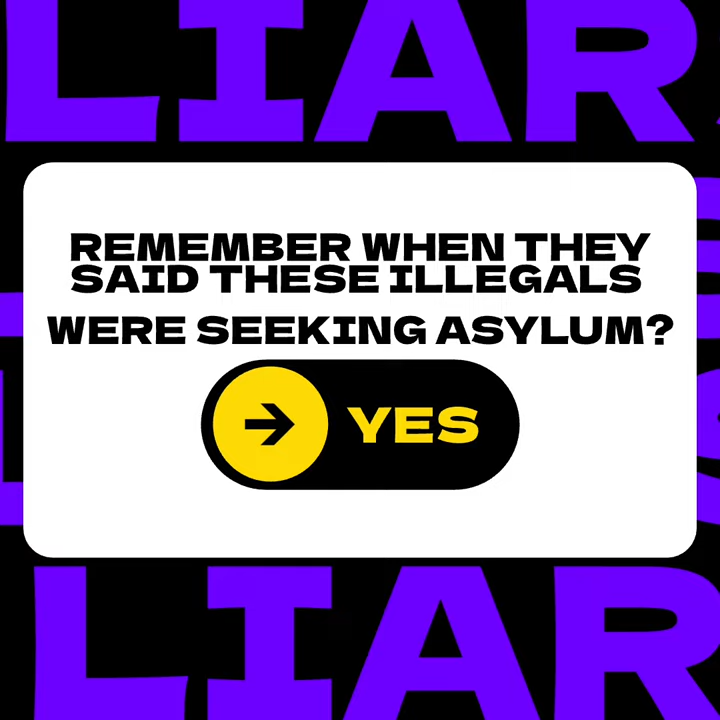 LIAR
REMEMBER WHEN THEY
SAID THESE ILLEGALS
WERE SEEKING ASYLUM?
→ YES
LIAR